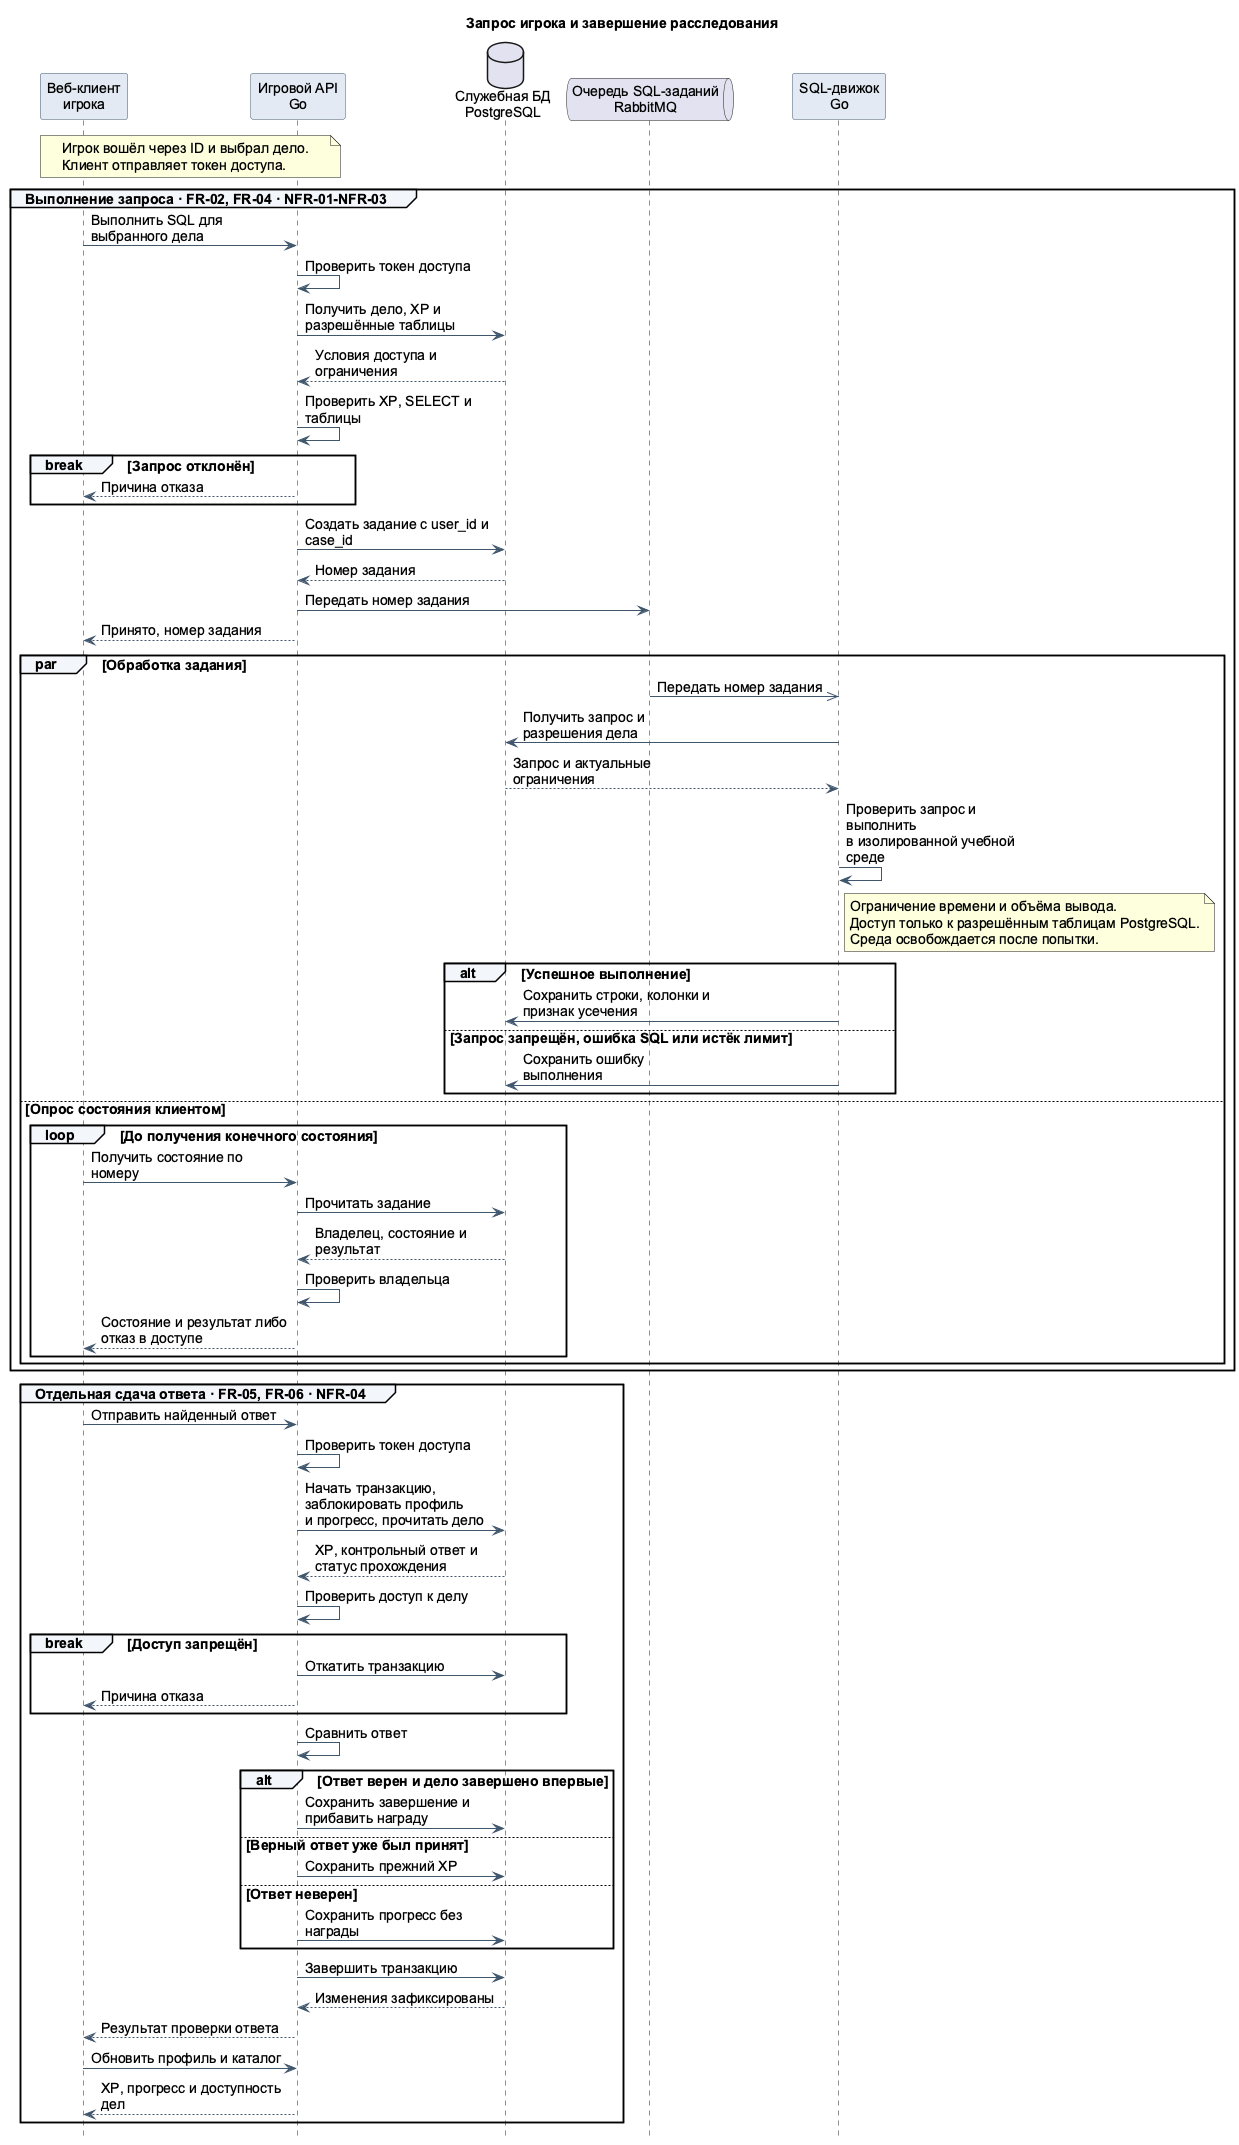 Запрос игрока и завершение расследования
Веб-клиент
игрока
Игровой API
Go
Служебная БД
PostgreSQL
Очередь SQL-заданий
RabbitMQ
SQL-движок
Go
Игрок вошёл через ID и выбрал дело.
Клиент отправляет токен доступа.
Выполнение запроса · FR-02, FR-04 · NFR-01-NFR-03
Выполнить SQL для
выбранного дела
Проверить токен доступа
Получить дело, XP и
разрешённые таблицы
Условия доступа и
ограничения
Проверить XP, SELECT и
таблицы
break
[Запрос отклонён]
Причина отказа
Создать задание с user_id и
case_id
Номер задания
Передать номер задания
Принято, номер задания
par
[Обработка задания]
Передать номер задания
Получить запрос и
разрешения дела
Запрос и актуальные
ограничения
Проверить запрос и
выполнить
в изолированной учебной
среде
Ограничение времени и объёма вывода.
Доступ только к разрешённым таблицам PostgreSQL.
Среда освобождается после попытки.
alt
[Успешное выполнение]
Сохранить строки, колонки и
признак усечения
[Запрос запрещён, ошибка SQL или истёк лимит]
Сохранить ошибку
выполнения
[Опрос состояния клиентом]
loop
[До получения конечного состояния]
Получить состояние по
номеру
Прочитать задание
Владелец, состояние и
результат
Проверить владельца
Состояние и результат либо
отказ в доступе
Отдельная сдача ответа · FR-05, FR-06 · NFR-04
Отправить найденный ответ
Проверить токен доступа
Начать транзакцию,
заблокировать профиль
и прогресс, прочитать дело
XP, контрольный ответ и
статус прохождения
Проверить доступ к делу
break
[Доступ запрещён]
Откатить транзакцию
Причина отказа
Сравнить ответ
alt
[Ответ верен и дело завершено впервые]
Сохранить завершение и
прибавить награду
[Верный ответ уже был принят]
Сохранить прежний XP
[Ответ неверен]
Сохранить прогресс без
награды
Завершить транзакцию
Изменения зафиксированы
Результат проверки ответа
Обновить профиль и каталог
XP, прогресс и доступность
дел